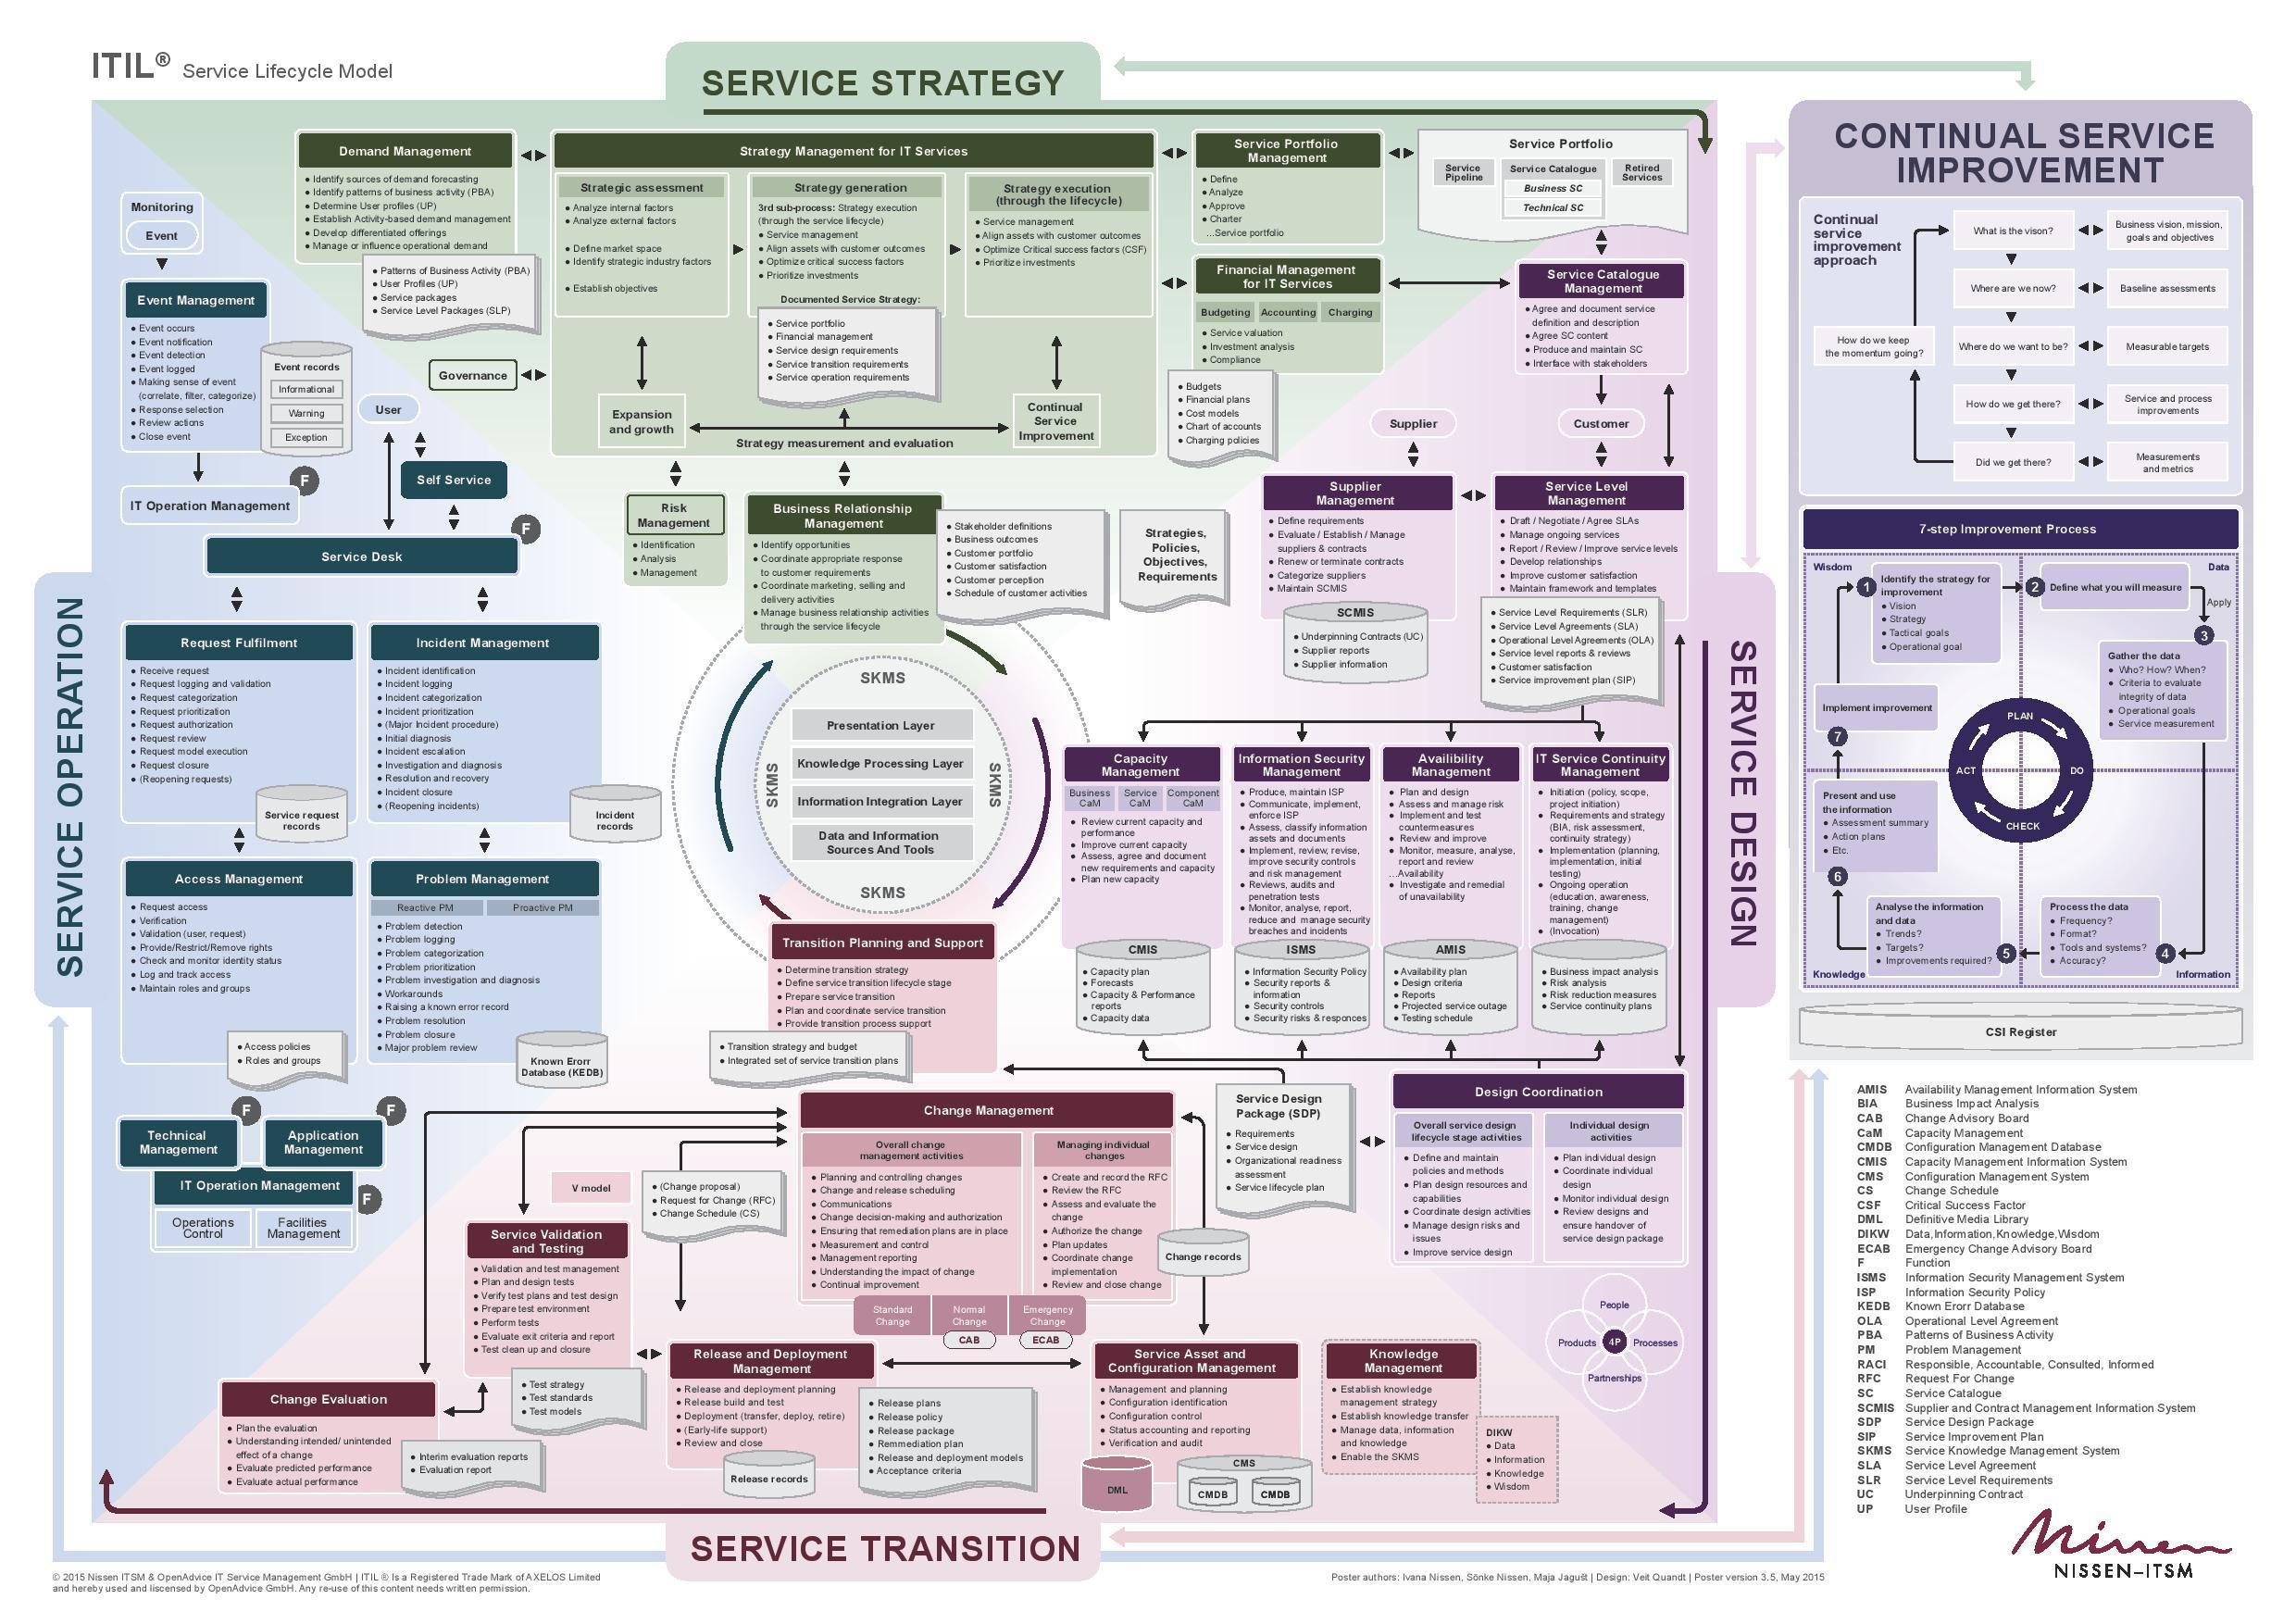 ITIL® Service Lifecycle Model
SERVICE STRATEGY
Demand Management
● Identify sources of demand forecasting
● Identify patterns of business activity (PBA)
● Determine User profiles (UP)
● Establish Activity-based demand management
● Develop differentiated offerings
● Manage or influence operational demand
● Patterns of Business Activity (PBA)
● User Profiles (UP)
● Service packages
● Service Level Packages (SLP)
Governance
Strategy Management for IT Services
Strategic assessment
● Analyze internal factors
● Analyze external factors
● Define market space
● Identify strategic industry factors
● Establish objectives
Strategy generation
3rd sub-process: Strategy execution
(through the service lifecycle)
● Service management
● Align assets with customer outcomes
● Optimize critical success factors
● Prioritize investments
Documented Service Strategy:
● Service portfolio
● Financial management
● Service design requirements
● Service transition requirements
● Service operation requirements
Strategy execution
(through the lifecycle)
● Service management
● Align assets with customer outcomes
● Optimize Critical success factors (CSF)
● Prioritize investments
Expansion
and growth
Strategy measurement and evaluation
Continual
Service
Improvement
Service Portfolio
Management
● Define
● Analyze
● Approve
● Charter
...Service portfolio
Service Portfolio
Service
Pipeline
Service Catalogue
Business SC
Technical SC
Retired
Services
Financial Management
for IT Services
Budgeting
Accounting
Charging
● Service valuation
● Investment analysis
● Compliance
● Budgets
● Financial plans
● Cost models
● Chart of accounts
● Charging policies
Risk
Management
● Identification
● Analysis
● Management
Business Relationship
Management
● Identify opportunities
● Coordinate appropriate response
to customer requirements
● Coordinate marketing, selling and
delivery activities
● Manage business relationship activities
through the service lifecycle
● Stakeholder definitions
● Business outcomes
● Customer portfolio
● Customer satisfaction
● Customer perception
● Schedule of customer activities
Strategies,
Policies,
Objectives,
Requirements
SERVICE OPERATION
Monitoring
Event
Event Management
● Event occurs
● Event notification
● Event detection
● Event logged
● Making sense of event
(correlate, filter, categorize)
● Response selection
● Review actions
● Close event
Event records
Informational
Warning
Exception
F
IT Operation Management
User
Self Service
F
Service Desk
Request Fulfilment
● Receive request
● Request logging and validation
● Request categorization
● Request prioritization
● Request authorization
● Request review
● Request model execution
● Request closure
● (Reopening requests)
Service request
records
Incident Management
● Incident identification
● Incident logging
● Incident categorization
● Incident prioritization
● (Major Incident procedure)
● Initial diagnosis
● Incident escalation
● Investigation and diagnosis
● Resolution and recovery
● Incident closure
● (Reopening incidents)
Incident
records
Access Management
● Request access
● Verification
● Validation (user, request)
● Provide/Restrict/Remove rights
● Check and monitor identity status
● Log and track access
● Maintain roles and groups
● Access policies
● Roles and groups
Problem Management
Reactive PM
Proactive PM
● Problem detection
● Problem logging
● Problem categorization
● Problem prioritization
● Problem investigation and diagnosis
● Workarounds
● Raising a known error record
● Problem resolution
● Problem closure
● Major problem review
Known Erorr
Database (KEDB)
F
F
Technical
Management
Application
Management
IT Operation Management
F
Operations
Control
Facilities
Management
SKMS
SKMS
SKMS
SKMS
Presentation Layer
Knowledge Processing Layer
Information Integration Layer
Data and Information
Sources And Tools
SERVICE DESIGN
Service Catalogue
Management
● Agree and document service
definition and description
● Agree SC content
● Produce and maintain SC
● Interface with stakeholders
Supplier
Customer
Supplier
Management
● Define requirements
● Evaluate / Establish / Manage
suppliers & contracts
● Renew or terminate contracts
● Categorize suppliers
● Maintain SCMIS
SCMIS
● Underpinning Contracts (UC)
● Supplier reports
● Supplier information
Service Level
Management
● Draft / Negotiate / Agree SLAs
● Manage ongoing services
● Report / Review / Improve service levels
● Develop relationships
● Improve customer satisfaction
● Maintain framework and templates
● Service Level Requirements (SLR)
● Service Level Agreements (SLA)
● Operational Level Agreements (OLA)
● Service level reports & reviews
● Customer satisfaction
● Service improvement plan (SIP)
Capacity
Management
Business
CaM
Service
CaM
Component
CaM
● Review current capacity and
performance
● Improve current capacity
● Assess, agree and document
new requirements and capacity
● Plan new capacity
CMIS
● Capacity plan
● Forecasts
● Capacity & Performance
reports
● Capacity data
Information Security
Management
● Produce, maintain ISP
● Communicate, implement,
enforce ISP
● Assess, classify information
assets and documents
● Implement, review, revise,
improve security controls
and risk management
● Reviews, audits and
penetration tests
● Monitor, analyse, report,
reduce and manage security
breaches and incidents
ISMS
● Information Security Policy
● Security reports &
information
● Security controls
● Security risks & responces
Availibility
Management
● Plan and design
● Assess and manage risk
● Implement and test
countermeasures
● Review and improve
● Monitor, measure, analyse,
report and review
...Availability
● Investigate and remedial
of unavailability
AMIS
● Availability plan
● Design criteria
● Reports
● Projected service outage
● Testing schedule
IT Service Continuity
Management
● Initiation (policy, scope,
project initiation)
● Requirements and strategy
(BIA, risk assessment,
continuity strategy)
● Implementation (planning,
implementation, initial
testing)
● Ongoing operation
(education, awareness,
training, change
management)
● (Invocation)
● Business impact analysis
● Risk analysis
● Risk reduction measures
● Service continuity plans
Design Coordination
Overall service design
lifecycle stage activities
● Define and maintain
policies and methods
● Plan design resources and
capabilities
● Coordinate design activities
● Manage design risks and
issues
● Improve service design
Individual design
activities
● Plan individual design
● Coordinate individual
design
● Monitor individual design
● Review designs and
ensure handover of
service design package
Service Design
Package (SDP)
● Requirements
● Service design
● Organizational readiness
assessment
● Service lifecycle plan
People
Products
4P
Processes
Partnerships
SERVICE TRANSITION
Transition Planning and Support
● Determine transition strategy
● Define service transition lifecycle stage
● Prepare service transition
● Plan and coordinate service transition
● Provide transition process support
● Transition strategy and budget
● Integrated set of service transition plans
Change Management
Overall change
management activities
● Planning and controlling changes
● Change and release scheduling
● Communications
● Change decision-making and authorization
● Ensuring that remediation plans are in place
● Measurement and control
● Management reporting
● Understanding the impact of change
● Continual improvement
Managing individual
changes
● Create and record the RFC
● Review the RFC
● Assess and evaluate the
change
● Authorize the change
● Plan updates
● Coordinate change
implementation
● Review and close change
Change records
Standard
Change
Normal
Change
Emergency
Change
CAB
ECAB
V model
● (Change proposal)
● Request for Change (RFC)
● Change Schedule (CS)
Service Validation
and Testing
● Validation and test management
● Plan and design tests
● Verify test plans and test design
● Prepare test environment
● Perform tests
● Evaluate exit criteria and report
● Test clean up and closure
● Test strategy
● Test standards
● Test models
Change Evaluation
● Plan the evaluation
● Understanding intended/ unintended
effect of a change
● Evaluate predicted performance
● Evaluate actual performance
● Interim evaluation reports
● Evaluation report
Release and Deployment
Management
● Release and deployment planning
● Release build and test
● Deployment (transfer, deploy, retire)
● (Early-life support)
● Review and close
Release records
● Release plans
● Release policy
● Release package
● Remmediation plan
● Release and deployment models
● Acceptance criteria
Service Asset and
Configuration Management
● Management and planning
● Configuration identification
● Configuration control
● Status accounting and reporting
● Verification and audit
DML
CMS
CMDB
CMDB
Knowledge
Management
● Establish knowledge
management strategy
● Establish knowledge transfer
● Manage data, information
and knowledge
● Enable the SKMS
DIKW
● Data
● Information
● Knowledge
● Wisdom
CONTINUAL SERVICE
IMPROVEMENT
Continual
service
improvement
approach
What is the vison?
Business vision, mission,
goals and objectives
Where are we now?
Baseline assessments
How do we keep
the momentum going?
Where do we want to be?
Measurable targets
How do we get there?
Service and process
improvements
Did we get there?
Measurements
and metrics
7-step Improvement Process
Wisdom
Data
1
Identify the strategy for
improvement
● Vision
● Strategy
● Tactical goals
● Operational goal
2
Define what you will measure
Apply
3
Gather the data
● Who? How? When?
● Criteria to evaluate
integrity of data
● Operational goals
● Service measurement
Implement improvement
7
PLAN
DO
CHECK
ACT
Present and use
the information
● Assessment summary
● Action plans
● Etc.
6
Analyse the information
and data
● Trends?
● Targets?
● Improvements required?
5
Process the data
● Frequency?
● Format?
● Tools and systems?
● Accuracy?
4
Knowledge
Information
CSI Register
AMIS Availability Management Information System
BIA Business Impact Analysis
CAB Change Advisory Board
CaM Capacity Management
CMDB Configuration Management Database
CMIS Capacity Management Information System
CMS Configuration Management System
CS Change Schedule
CSF Critical Success Factor
DML Definitive Media Library
DIKW Data,Information,Knowledge,Wisdom
ECAB Emergency Change Advisory Board
F Function
ISMS Information Security Management System
ISP Information Security Policy
KEDB Known Erorr Database
OLA Operational Level Agreement
PBA Patterns of Business Activity
PM Problem Management
RACI Responsible, Accountable, Consulted, Informed
RFC Request For Change
SC Service Catalogue
SCMIS Supplier and Contract Management Information System
SDP Service Design Package
SIP Service Improvement Plan
SKMS Service Knowledge Management System
SLA Service Level Agreement
SLR Service Level Requirements
UC Underpinning Contract
UP User Profile
Nissen
NISSEN–ITSM
© 2015 Nissen ITSM & OpenAdvice IT Service Management GmbH | ITIL ® Is a Registered Trade Mark of AXELOS Limited
and hereby used and liscensed by OpenAdvice GmbH. Any re-use of this content needs written permission.
Poster authors: Ivana Nissen, Sönke Nissen, Maja Jagušt | Design: Veit Quandt | Poster version 3.5, May 2015